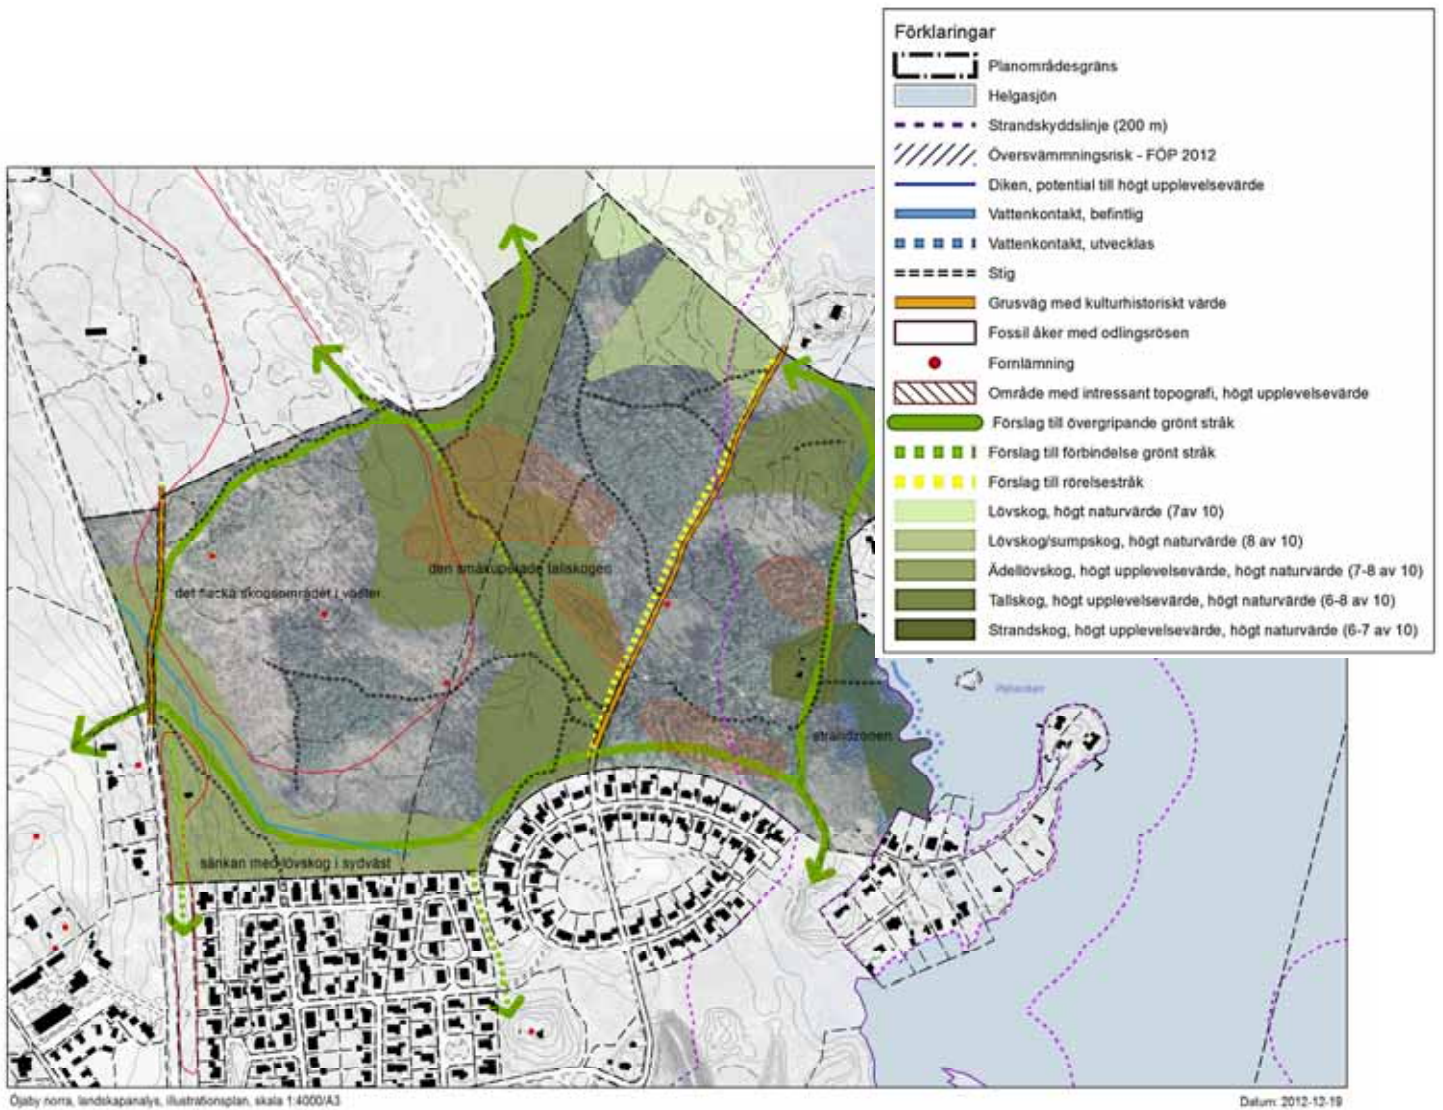 Förklaringar
Planområdesgräns
Helgasjön
Strandskyddslinje (200 m)
Översvämmningsrisk - FÖP 2012
Diken, potential till högt upplevelsevärde
Vattenkontakt, befintlig
Vattenkontakt, utvecklas
Stig
Grusväg med kulturhistoriskt värde
Fossil åker med odlingsrösen
Fornlämning
Område med intressant topografi, högt upplevelsevärde
Förslag till övergripande grönt stråk
Förslag till förbindelse grönt stråk
Förslag till rörelsestråk
Lövskog, högt naturvärde (7av 10)
Lövskog/sumpskog, högt naturvärde (8 av 10)
Ädellövskog, högt upplevelsevärde, högt naturvärde (7-8 av 10)
Tallskog, högt upplevelsevärde, högt naturvärde (6-8 av 10)
Strandskog, högt upplevelsevärde, högt naturvärde (6-7 av 10)
den småkuperade tallskogen
det flacka skogsområdet i väster
strandzonen
sänkan med lövskog i sydväst
Öjaby norra, landskapanalys, illustrationsplan, skala 1:4000/A3
Datum: 2012-12-19